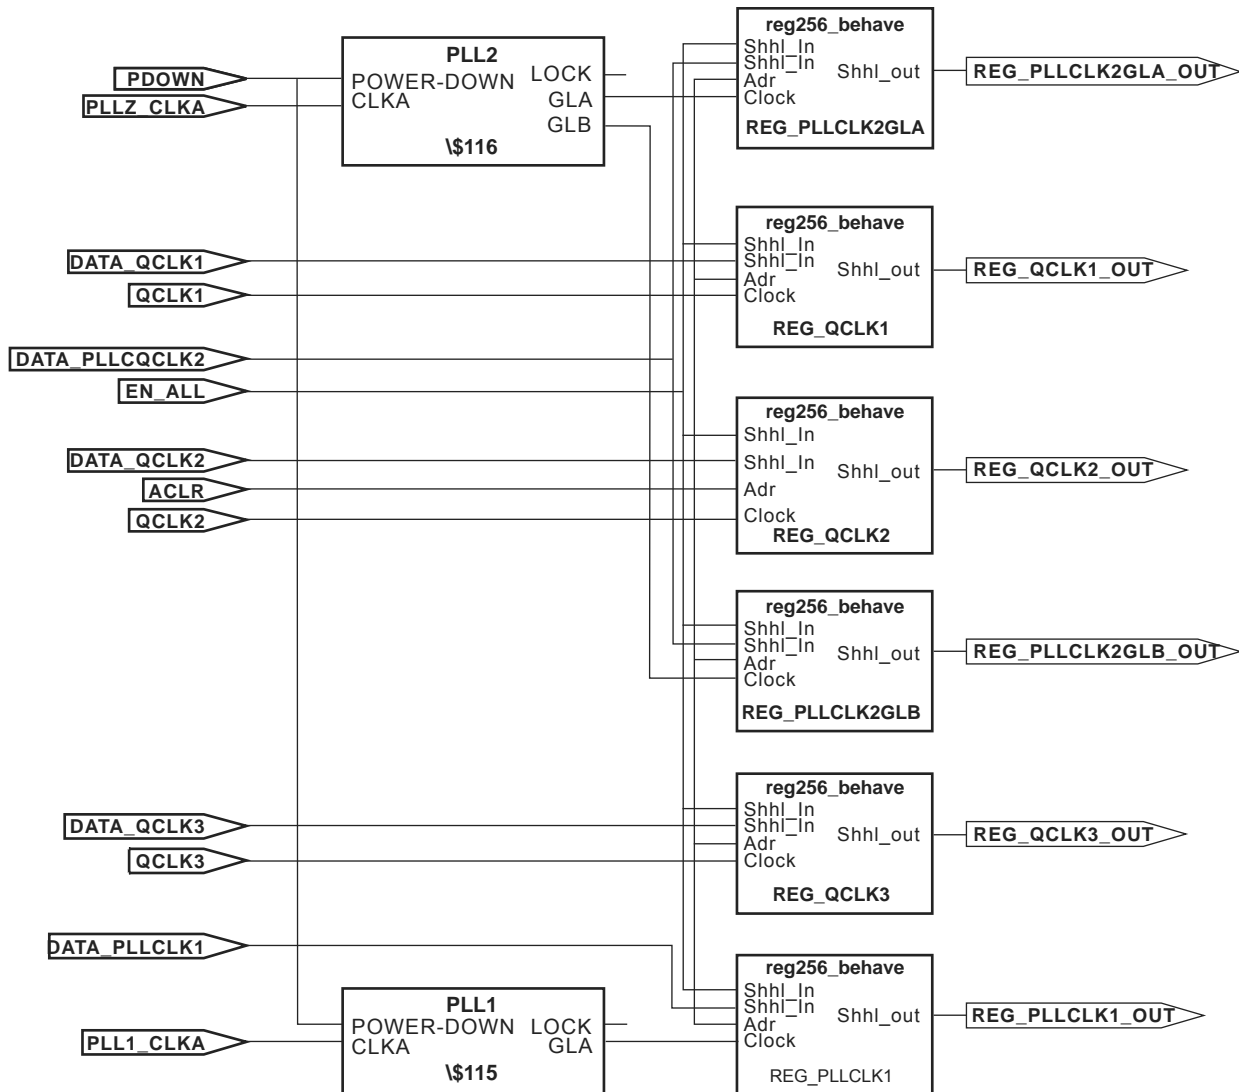 PDOWN
PLLZ_CLKA
PLL2
POWER-DOWN
CLKA
LOCK
GLA
GLB
\$116
reg256_behave
Shhl_In
Shhl_In
Adr
Clock
Shhl_out
REG_PLLCLK2GLA
REG_PLLCLK2GLA_OUT
DATA_QCLK1
QCLK1
reg256_behave
Shhl_In
Shhl_In
Adr
Clock
Shhl_out
REG_QCLK1
REG_QCLK1_OUT
DATA_PLLCQCLK2
EN_ALL
DATA_QCLK2
ACLR
QCLK2
reg256_behave
Shhl_In
Shhl_In
Adr
Clock
Shhl_out
REG_QCLK2
REG_QCLK2_OUT
reg256_behave
Shhl_In
Shhl_In
Adr
Clock
Shhl_out
REG_PLLCLK2GLB
REG_PLLCLK2GLB_OUT
DATA_QCLK3
QCLK3
reg256_behave
Shhl_In
Shhl_In
Adr
Clock
Shhl_out
REG_QCLK3
REG_QCLK3_OUT
DATA_PLLCLK1
PLL1_CLKA
PLL1
POWER-DOWN
CLKA
LOCK
GLA
\$115
reg256_behave
Shhl_In
Shhl_In
Adr
Clock
Shhl_out
REG_PLLCLK1
REG_PLLCLK1_OUT